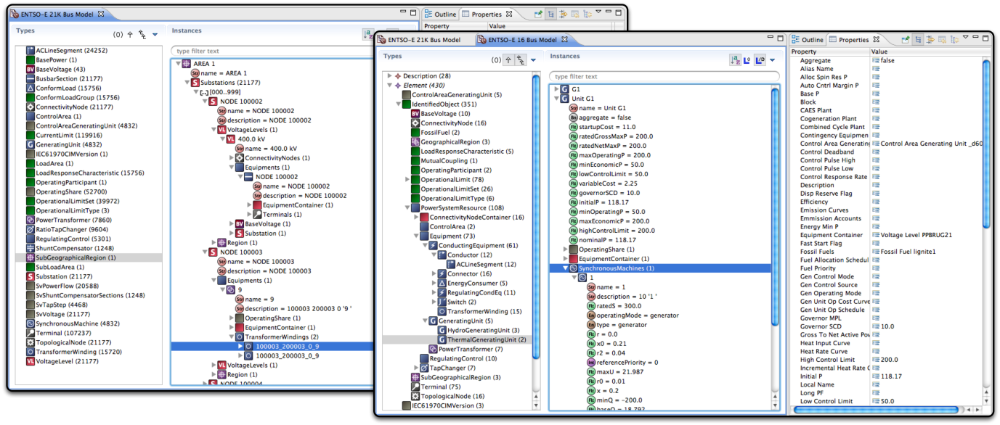 ENTSO-E 21K Bus Model
Types
(0)
ACLineSegment (24252)
BasePower (4)
BaseVoltage (43)
BusbarSection (21177)
ConformLoad (15756)
ConformLoadGroup (15756)
ConnectivityNode (21177)
ControlArea (1)
ControlAreaGeneratingUnit (4832)
CurrentLimit (119916)
GeneratingUnit (4832)
IEC61970CIMVersion (1)
LoadArea (1)
LoadResponseCharacteristic (15756)
OperatingParticipant (1)
OperatingShare (52700)
OperationalLimitSet (39972)
OperationalLimitType (3)
PowerTransformer (7860)
RatioTapChanger (9604)
RegulatingControl (5301)
ShuntCompensator (1248)
SubGeographicalRegion (1)
SubLoadArea (1)
Substation (21177)
SvPowerFlow (20588)
SvShuntCompensatorSections (1248)
SvTapStep (4468)
SvVoltage (21177)
SynchronousMachine (4832)
Terminal (107237)
TopologicalNode (21177)
TransformerWinding (15720)
VoltageLevel (21177)
Instances
type filter text
AREA 1
name = AREA 1
Substations (21177)
[000..999]
NODE 100002
name = NODE 100002
description = NODE 100002
VoltageLevels (1)
400.0 kV
name = 400.0 kV
ConnectivityNodes (1)
Equipments (1)
NODE 100002
name = NODE 100002
description = NODE 100002
EquipmentContainer (1)
Terminals (1)
BaseVoltage (1)
Substation (1)
Region (1)
NODE 100003
name = NODE 100003
description = NODE 100003
Equipments (1)
9
name = 9
description = 100003 200003 0 '9 '
OperatingShare (1)
EquipmentContainer (1)
TransformerWindings (2)
100003_200003_0_9
100003_200003_0_9
VoltageLevels (1)
Region (1)
NODE 100004
Outline
Properties
Property Value
ENTSO-E 21K Bus Model
ENTSO-E 16 Bus Model
Types
(0)
Description (28)
Element (430)
ControlAreaGeneratingUnit (5)
IdentifiedObject (351)
BaseVoltage (10)
ConnectivityNode (16)
FossilFuel (2)
GeographicalRegion (3)
LoadResponseCharacteristic (5)
MutualCoupling (1)
OperatingParticipant (2)
OperationalLimit (78)
OperationalLimitSet (26)
OperationalLimitType (6)
PowerSystemResource (108)
ConnectivityNodeContainer (16)
ControlArea (2)
Equipment (73)
ConductingEquipment (61)
Conductor (12)
ACLineSegment (12)
Connector (16)
EnergyConsumer (5)
RegulatingCondEq (11)
Switch (2)
TransformerWinding (15)
GeneratingUnit (5)
HydroGeneratingUnit (3)
ThermalGeneratingUnit (2)
PowerTransformer (7)
RegulatingControl (10)
TapChanger (7)
SubGeographicalRegion (3)
Terminal (75)
TopologicalNode (16)
IEC61970CIMVersion (3)
Instances
type filter text
G1
Unit G1
name = Unit G1
aggregate = false
startupCost = 11.0
ratedGrossMaxP = 200.0
ratedNetMaxP = 200.0
maxOperatingP = 200.0
minEconomicP = 50.0
lowControlLimit = 50.0
variableCost = 2.25
governorSCD = 10.0
initialP = 118.17
minOperatingP = 50.0
maxEconomicP = 200.0
highControlLimit = 200.0
nominalP = 118.17
OperatingShare (1)
EquipmentContainer (1)
SynchronousMachines (1)
1
name = 1
description = 10 '1 '
ratedS = 300.0
operatingMode = generator
type = generator
r = 0.0
x0 = 0.21
r2 = 0.04
referencePriority = 0
maxU = 21.987
r0 = 0.01
x = 0.2
minQ = -200.0
baseQ = 18.792
Outline
Properties
Property Value
Aggregate false
Alias Name
Alloc Spin Res P
Auto Cntrl Margin P
Base P
Block
CAES Plant
Cogeneration Plant
Combined Cycle Plant
Contingency Equipmen
Control Area Generating Control Area Generating Unit _d60
Control Deadband
Control Pulse High
Control Pulse Low
Control Response Rate
Description
Disp Reserve Flag
Efficiency
Emission Curves
Emmission Accounts
Energy Min P
Equipment Container Voltage Level PPBRUG21
Fast Start Flag
Fossil Fuels Fossil Fuel lignite1
Fuel Allocation Schedul
Fuel Priority
Gen Control Mode
Gen Control Source
Gen Operating Mode
Gen Unit Op Cost Curve
Gen Unit Op Schedule
Governor MPL
Governor SCD 10.0
Gross To Net Active Pov
Heat Input Curve
Heat Rate Curve
High Control Limit 200.0
Incremental Heat Rate C
Initial P 118.17
Local Name
Long PF
Low Control Limit 50.0